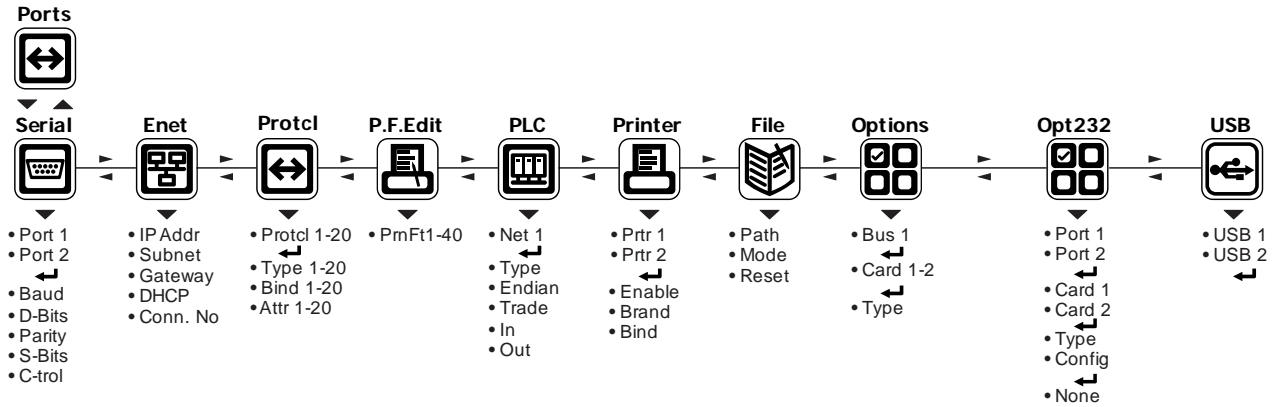 Ports
Serial
Enet
Protcl
P.F.Edit
PLC
Printer
File
Options
Opt232
USB
• Port 1
• Port 2
• Baud
• D-Bits
• Parity
• S-Bits
• C-trol
• IP Addr
• Subnet
• Gateway
• DHCP
• Conn. No
• Protcl 1-20
• Type 1-20
• Bind 1-20
• Attr 1-20
• PrnFt1-40
• Net 1
• Type
• Endian
• Trade
• In
• Out
• Prtr 1
• Prtr 2
• Enable
• Brand
• Bind
• Path
• Mode
• Reset
• Bus 1
• Card 1-2
• Type
• Port 1
• Port 2
• Card 1
• Card 2
• Type
• Config
• None
• USB 1
• USB 2